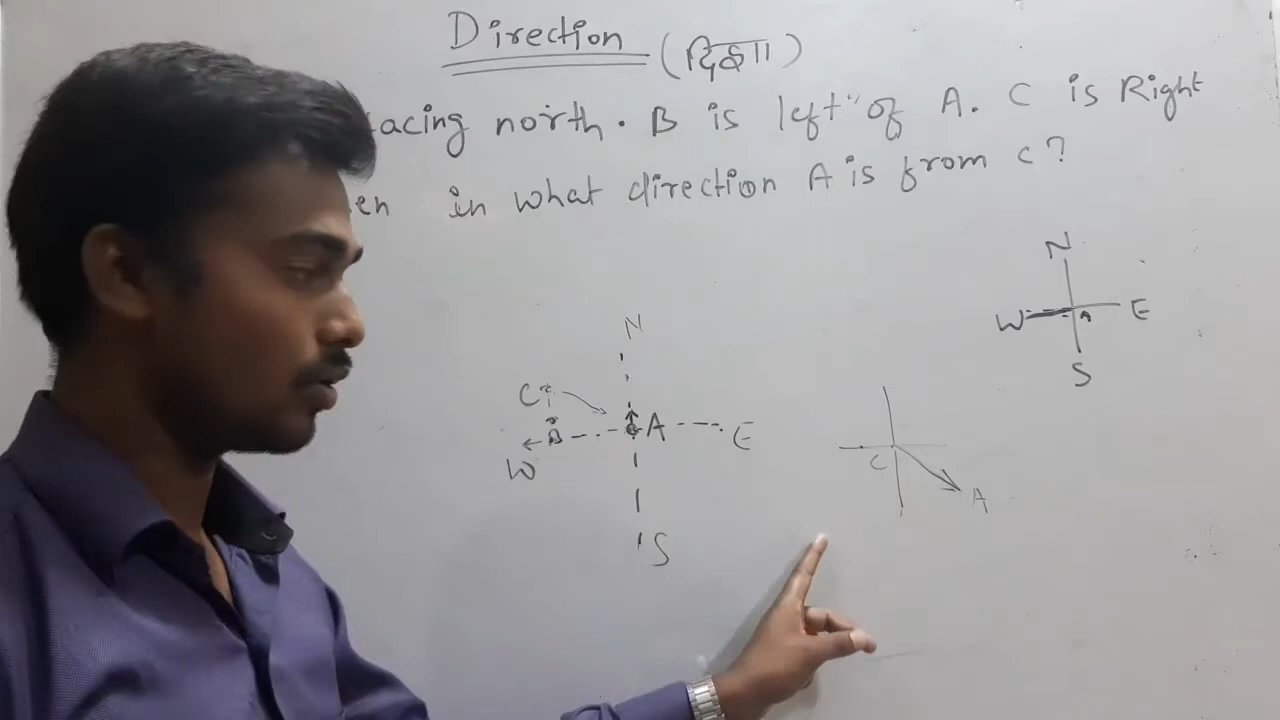 Direction (दिशा)
facing north. B is left of A. C is Right
in what direction A is from C?
N
N
W A E
S
C
B A E
W
C
A
S